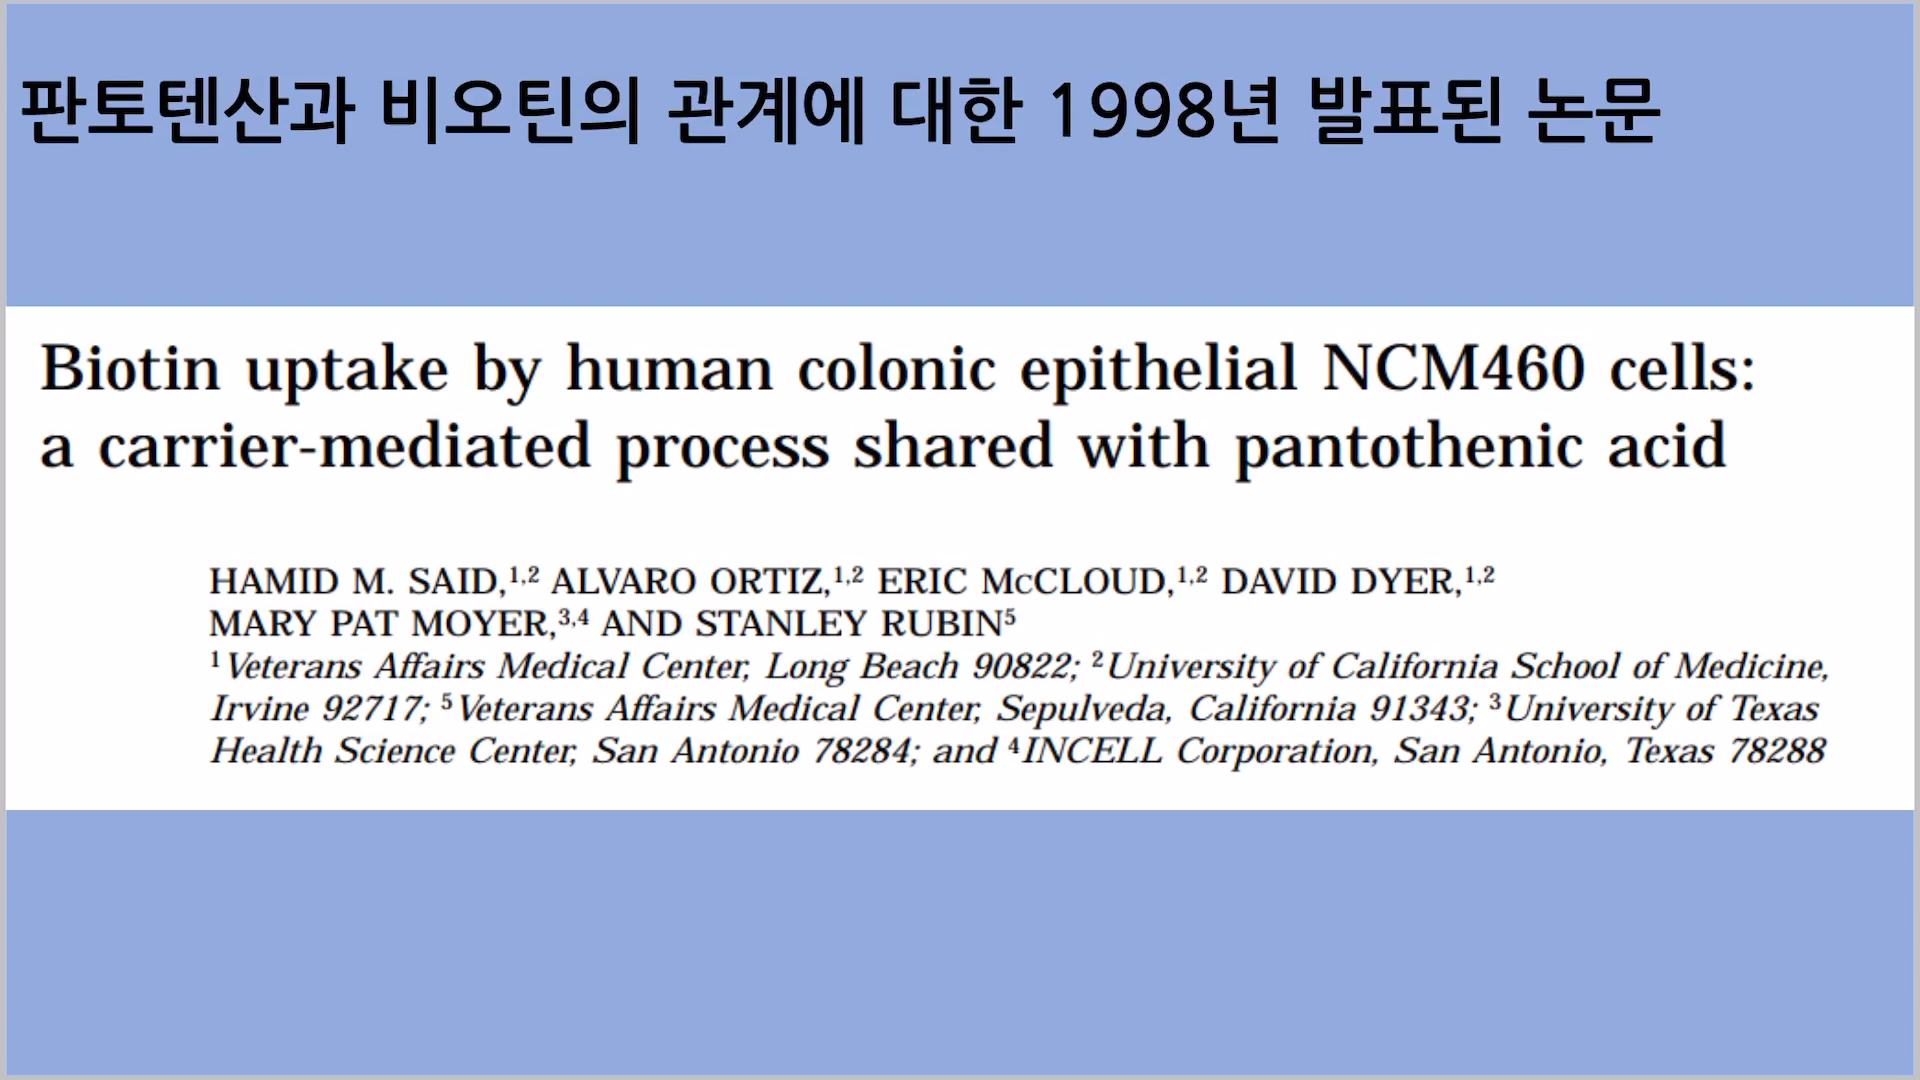 판토텐산과 비오틴의 관계에 대한 1998년 발표된 논문
Biotin uptake by human colonic epithelial NCM460 cells:
a carrier-mediated process shared with pantothenic acid
HAMID M. SAID,1,2 ALVARO ORTIZ,1,2 ERIC McCLOUD,1,2 DAVID DYER,1,2
MARY PAT MOYER,3,4 AND STANLEY RUBIN5
1Veterans Affairs Medical Center, Long Beach 90822; 2University of California School of Medicine,
Irvine 92717; 5Veterans Affairs Medical Center, Sepulveda, California 91343; 3University of Texas
Health Science Center, San Antonio 78284; and 4INCELL Corporation, San Antonio, Texas 78288